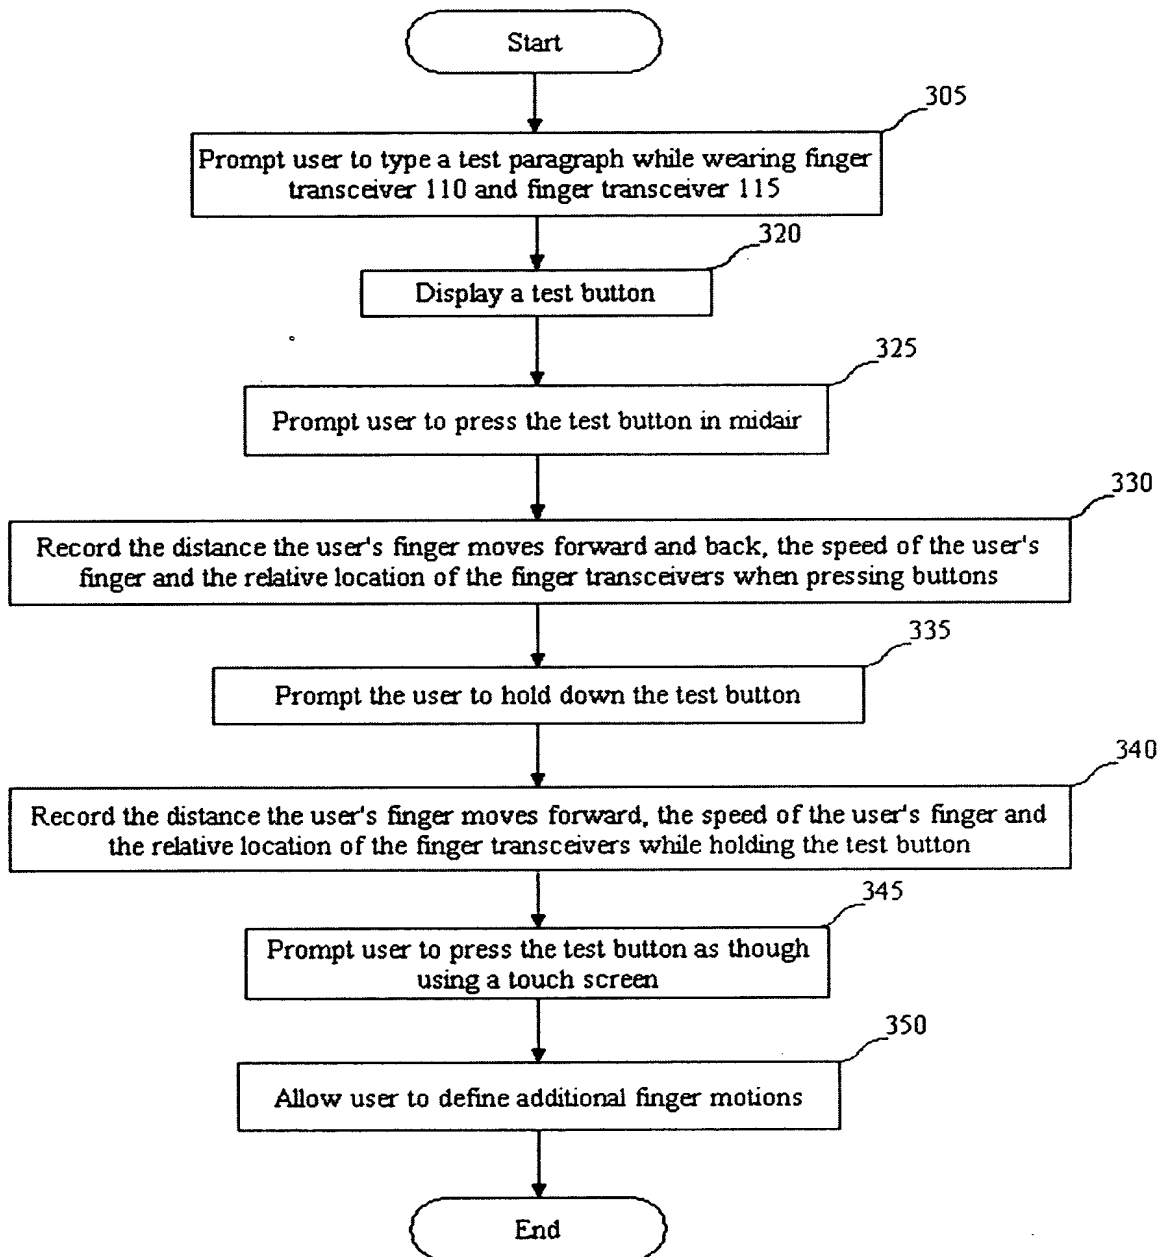 Start
305
Prompt user to type a test paragraph while wearing finger
transceiver 110 and finger transceiver 115
320
Display a test button
325
Prompt user to press the test button in midair
330
Record the distance the user's finger moves forward and back, the speed of the user's
finger and the relative location of the finger transceivers when pressing buttons
335
Prompt the user to hold down the test button
340
Record the distance the user's finger moves forward, the speed of the user's finger and
the relative location of the finger transceivers while holding the test button
345
Prompt user to press the test button as though
using a touch screen
350
Allow user to define additional finger motions
End